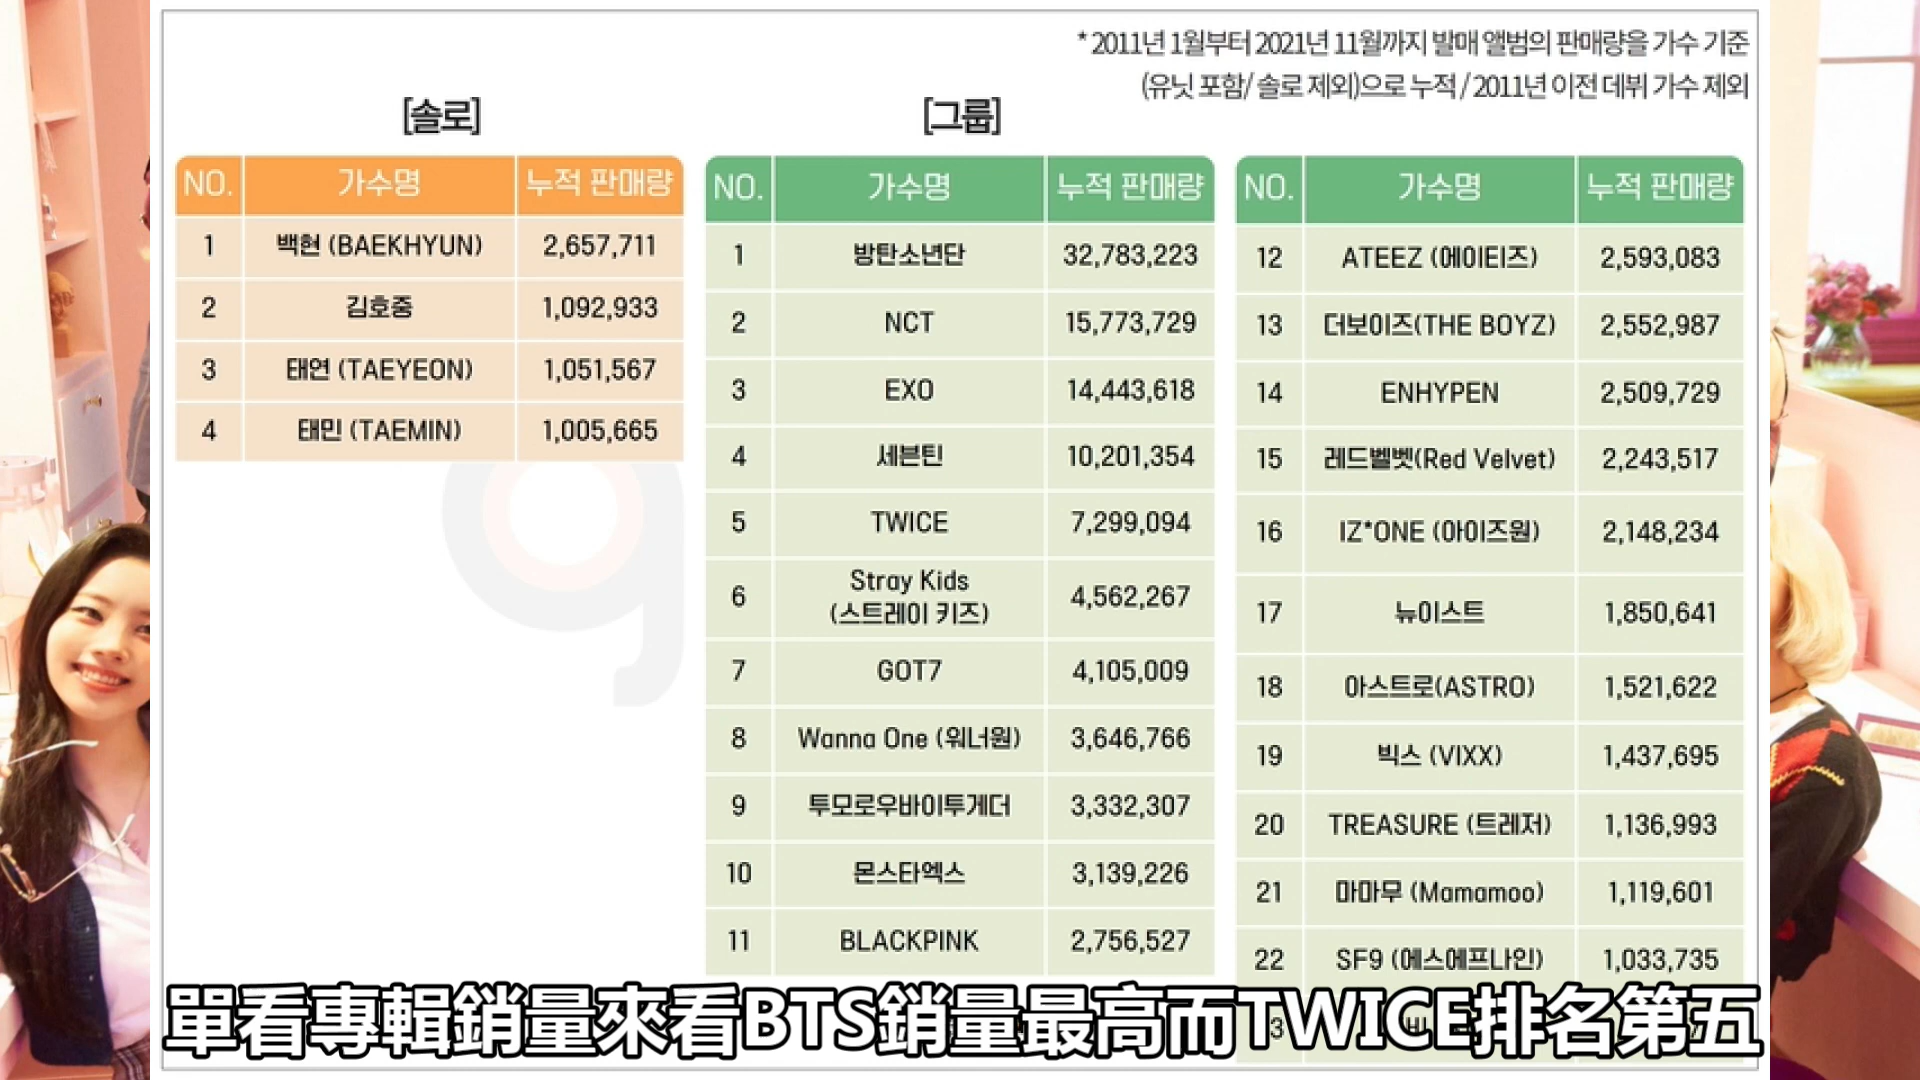 * 2011년 1월부터 2021년 11월까지 발매 앨범의 판매량을 가수 기준
(유닛 포함/ 솔로 제외)으로 누적 / 2011년 이전 데뷔 가수 제외
[솔로]
NO. 가수명 누적 판매량
1 백현 (BAEKHYUN) 2,657,711
2 김호중 1,092,933
3 태연 (TAEYEON) 1,051,567
4 태민 (TAEMIN) 1,005,665
[그룹]
NO. 가수명 누적 판매량
1 방탄소년단 32,783,223
2 NCT 15,773,729
3 EXO 14,443,618
4 세븐틴 10,201,354
5 TWICE 7,299,094
6 Stray Kids (스트레이 키즈) 4,562,267
7 GOT7 4,105,009
8 Wanna One (워너원) 3,646,766
9 투모로우바이투게더 3,332,307
10 몬스타엑스 3,139,226
11 BLACKPINK 2,756,527
NO. 가수명 누적 판매량
12 ATEEZ (에이티즈) 2,593,083
13 더보이즈(THE BOYZ) 2,552,987
14 ENHYPEN 2,509,729
15 레드벨벳(Red Velvet) 2,243,517
16 IZ*ONE (아이즈원) 2,148,234
17 뉴이스트 1,850,641
18 아스트로(ASTRO) 1,521,622
19 빅스 (VIXX) 1,437,695
20 TREASURE (트레저) 1,136,993
21 마마무 (Mamamoo) 1,119,601
22 SF9 (에스에프나인) 1,033,735
單看專輯銷量來看BTS銷量最高而TWICE排名第五